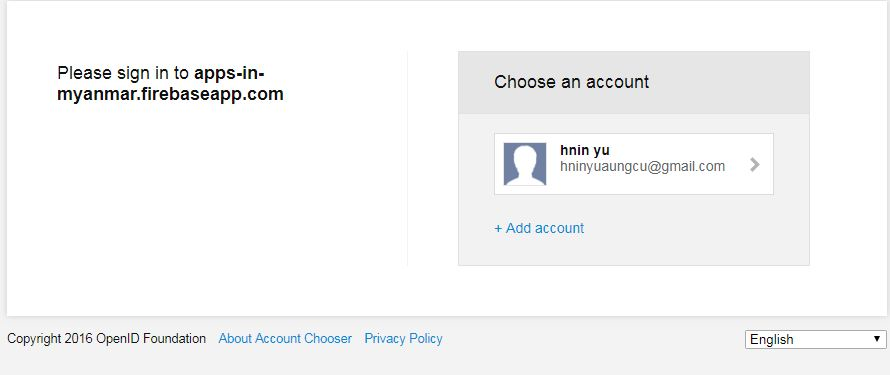 Please sign in to apps-in-
myanmar.firebaseapp.com
Choose an account
hnin yu
hninyuaungcu@gmail.com
+ Add account
Copyright 2016 OpenID Foundation About Account Chooser Privacy Policy English